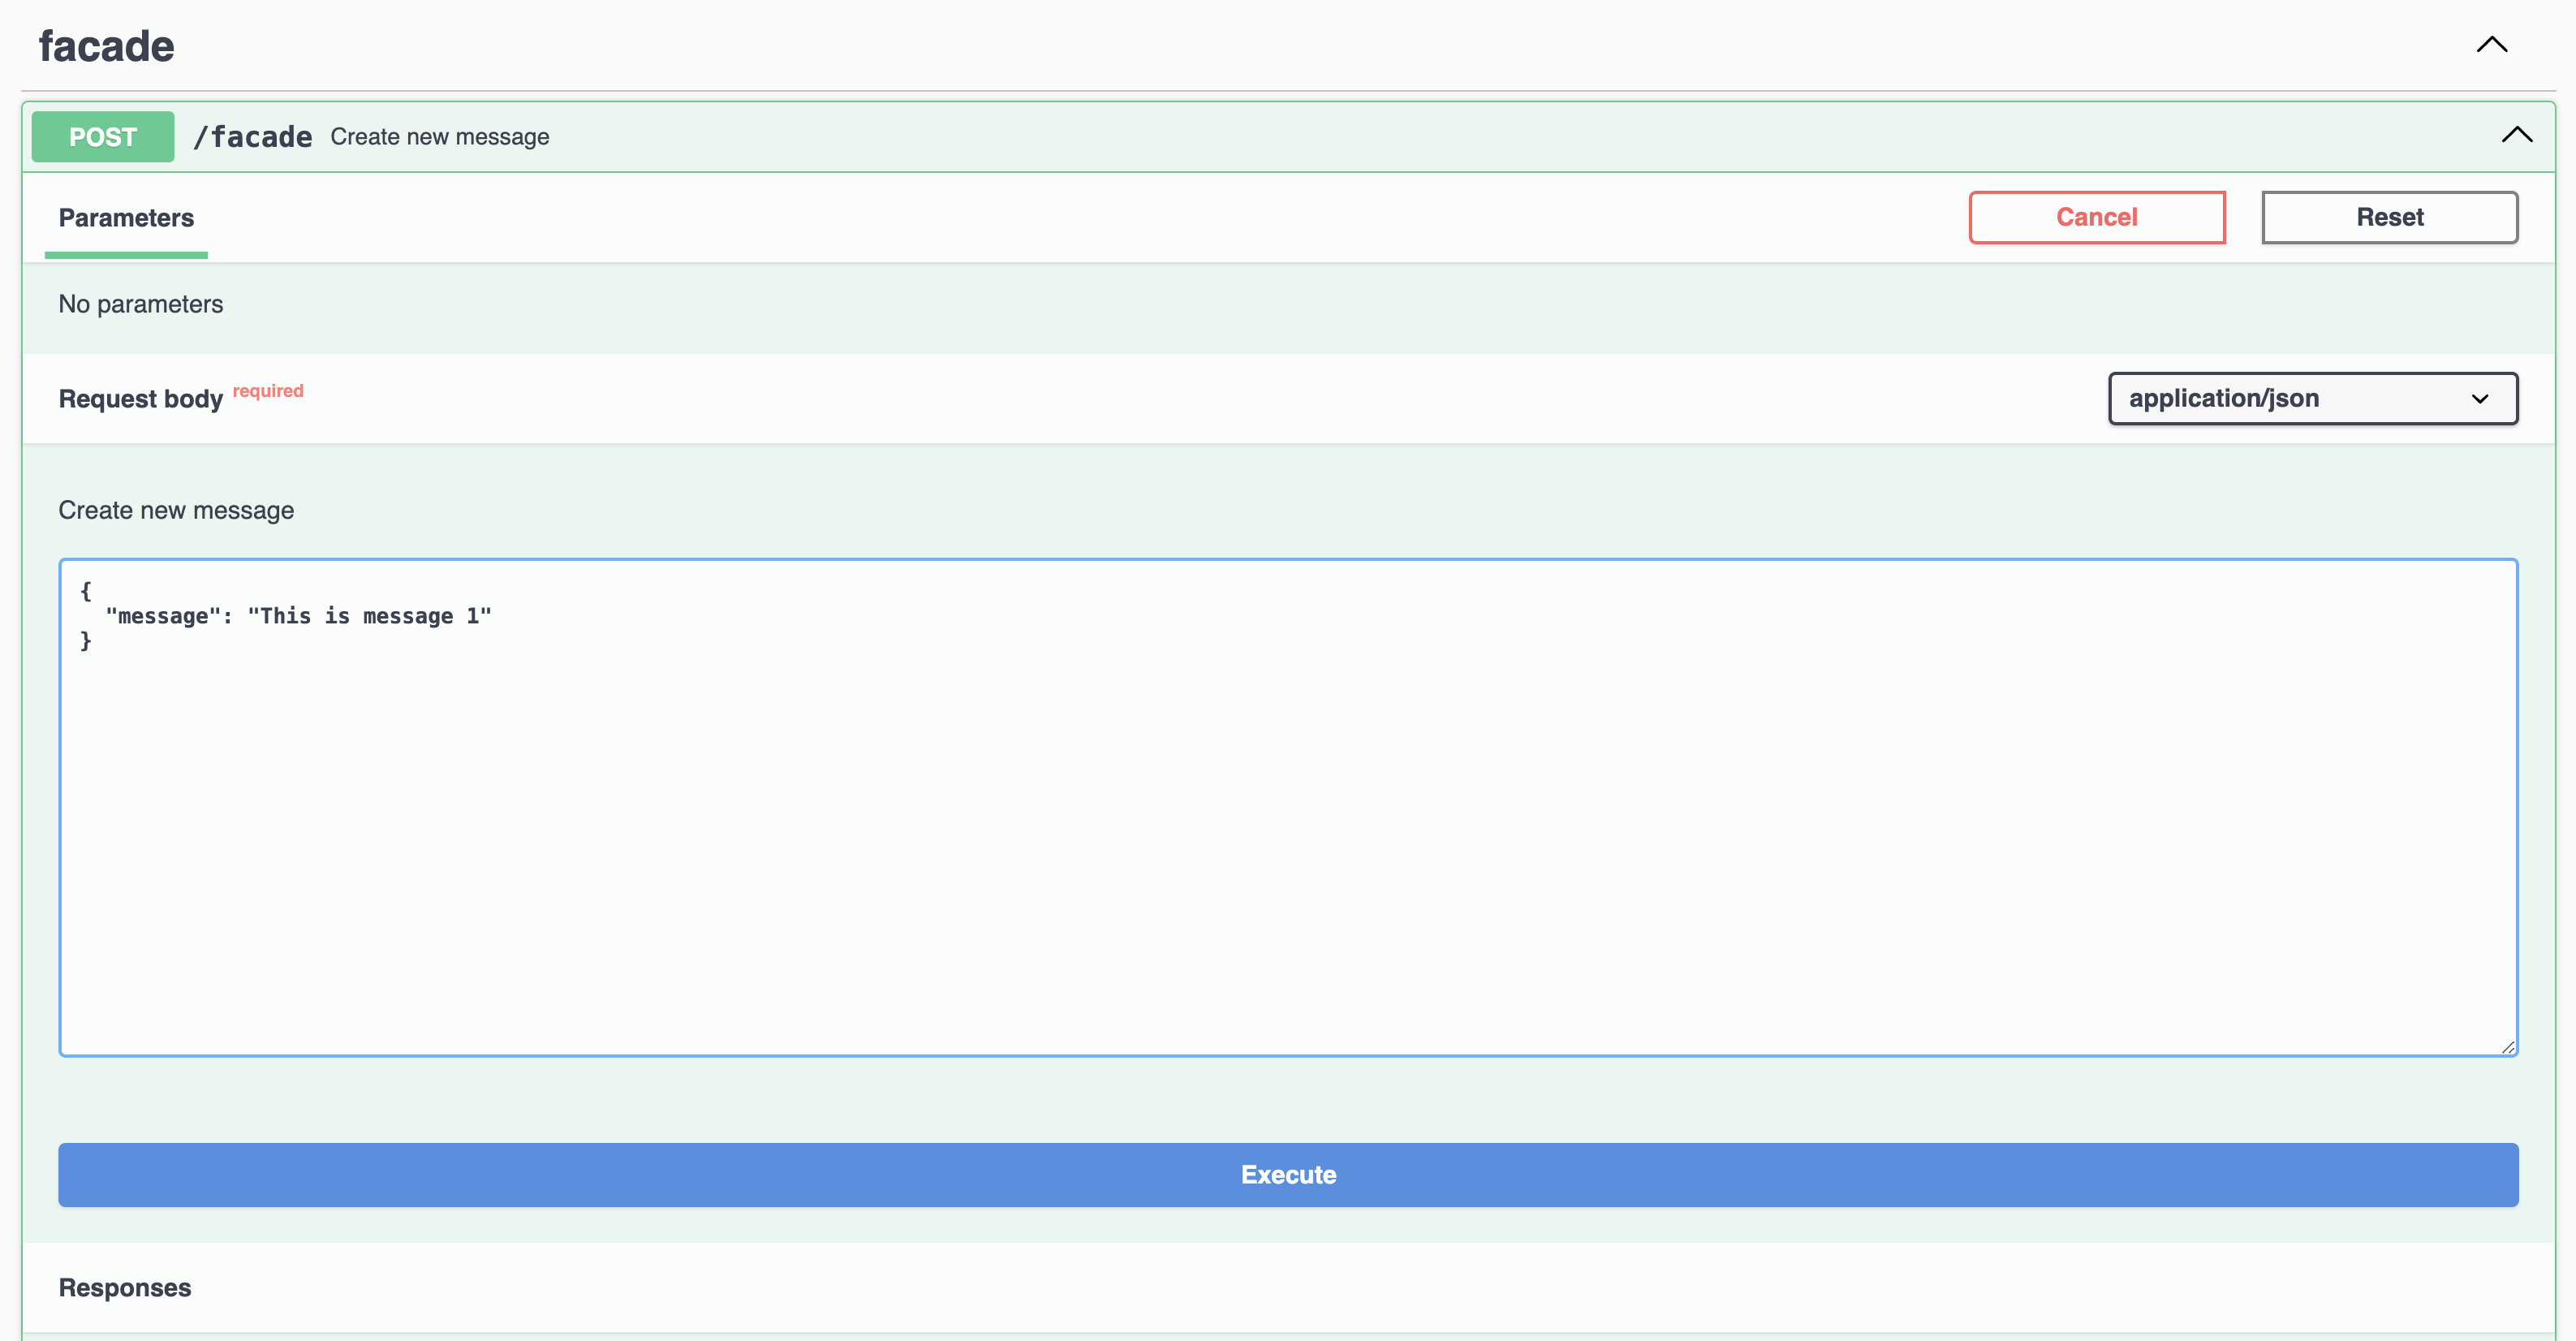 facade
POST /facade Create new message
Parameters Cancel Reset
No parameters
Request body required application/json
Create new message
{
  "message": "This is message 1"
}
Execute
Responses